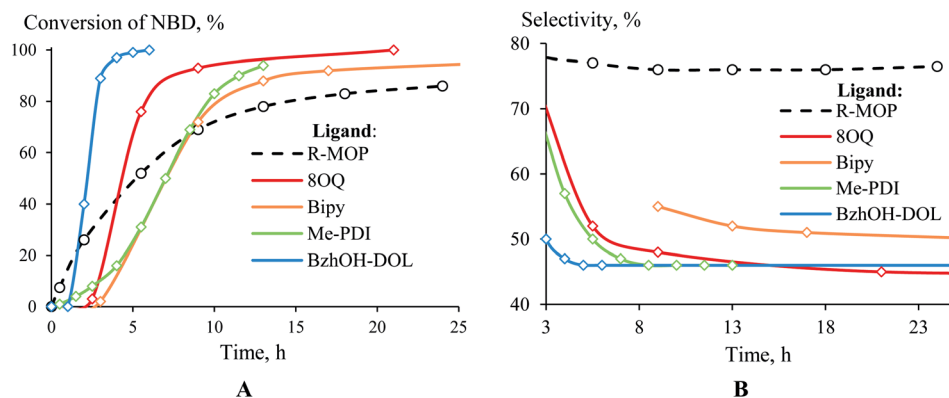 A
Conversion of NBD, %
100
80
60
40
20
0
0
5
10
15
20
25
Time, h
Ligand:
R-MOP
8OQ
Bipy
Me-PDI
BzhOH-DOL
A
B
Selectivity, %
80
70
60
50
40
3
8
13
18
23
Time, h
Ligand:
R-MOP
8OQ
Bipy
Me-PDI
BzhOH-DOL
B